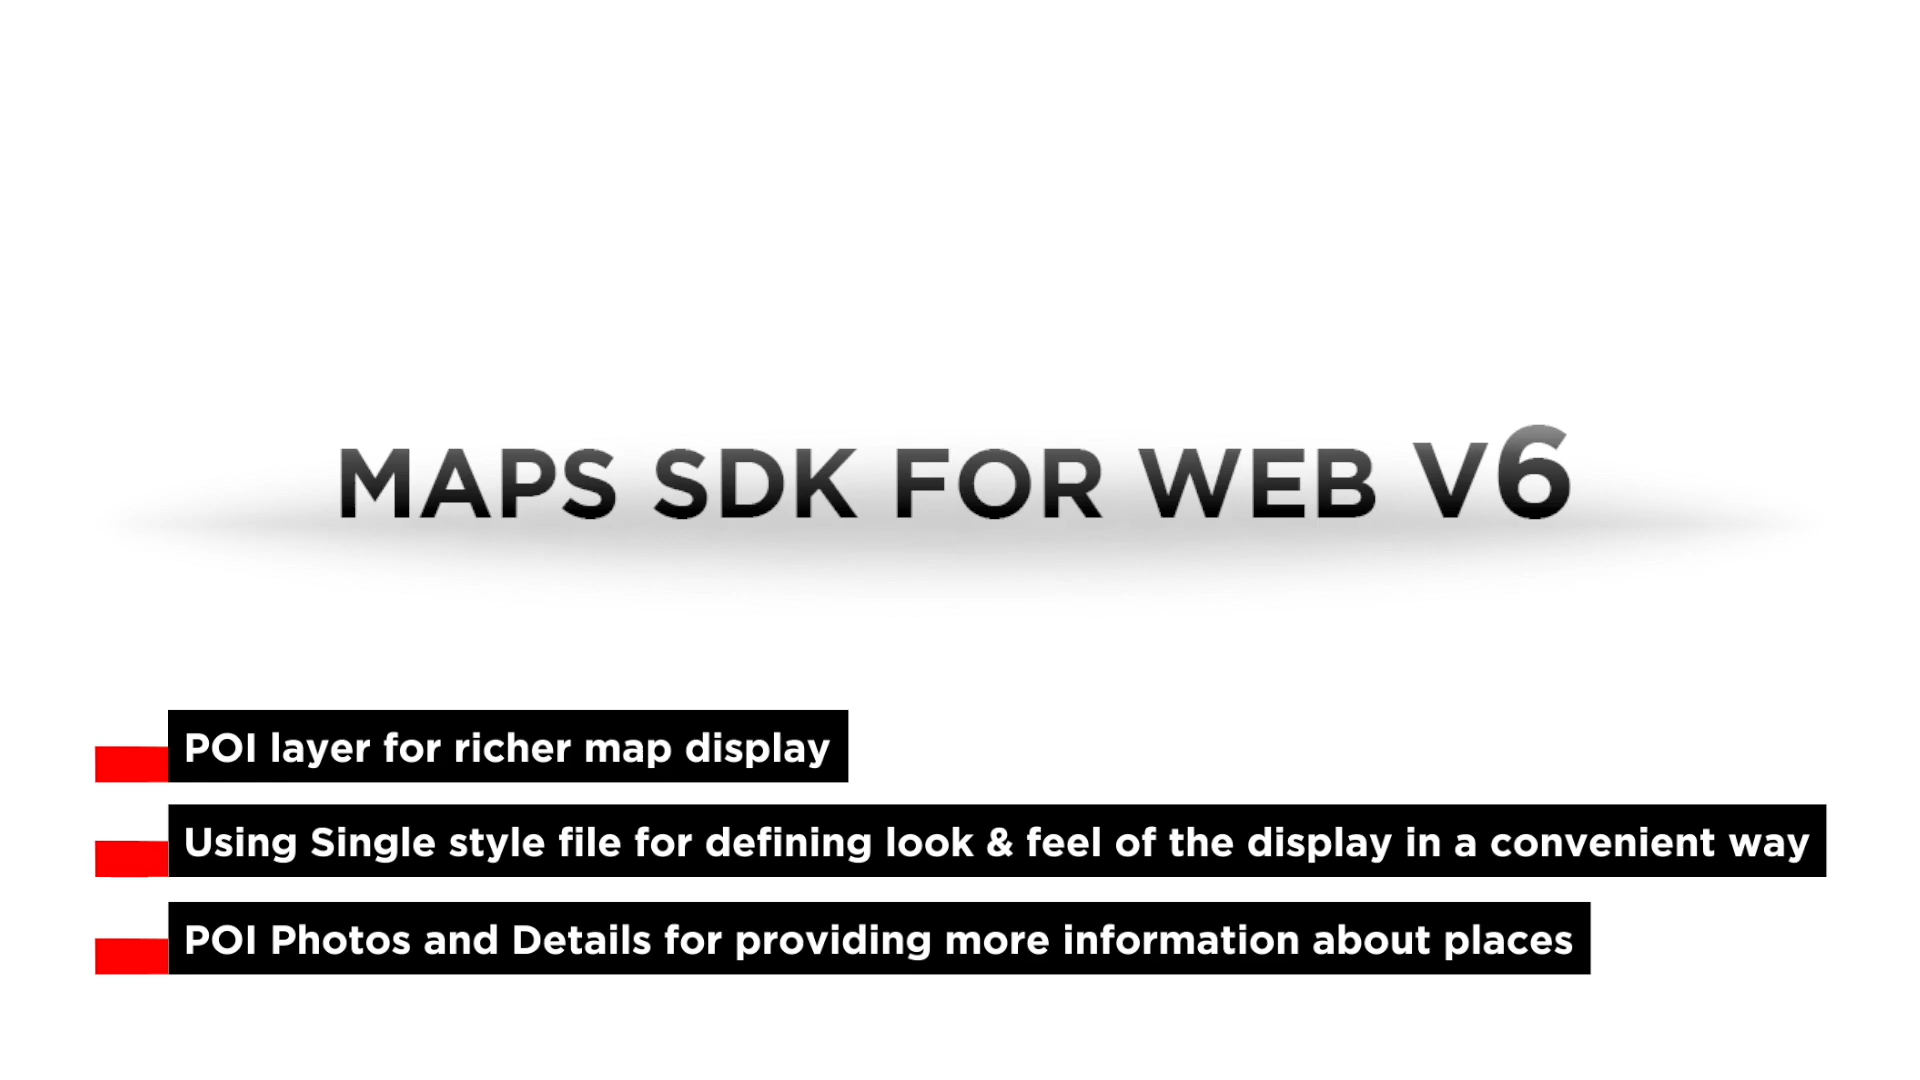 MAPS SDK FOR WEB V6
POI layer for richer map display
Using Single style file for defining look & feel of the display in a convenient way
POI Photos and Details for providing more information about places